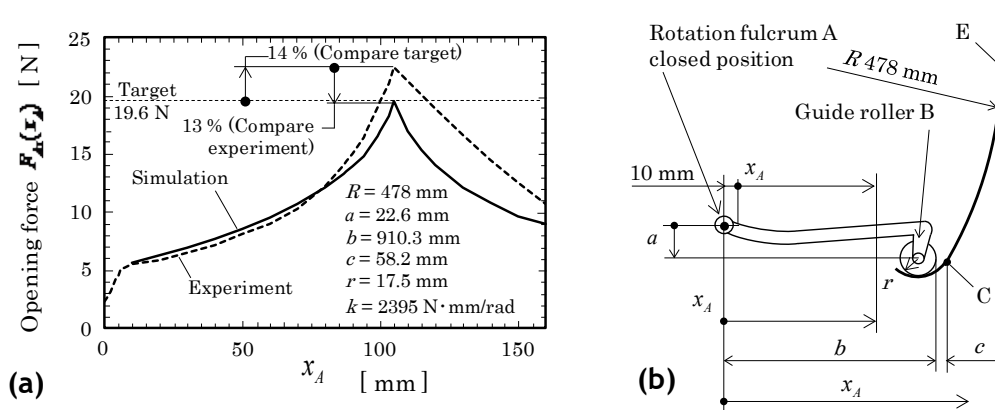 25
20
15
10
5
0
0
50
100
150
Opening force F_Ax(x_A) [ N ]
x_A [ mm ]
14 % (Compare target)
Target
19.6 N
13 % (Compare
experiment)
Simulation
Experiment
R = 478 mm
a = 22.6 mm
b = 910.3 mm
c = 58.2 mm
r = 17.5 mm
k = 2395 N·mm/rad
(a)
Rotation fulcrum A
closed position
E
R 478 mm
Guide roller B
10 mm
x_A
a
r
C
x_A
b
c
x_A
(b)